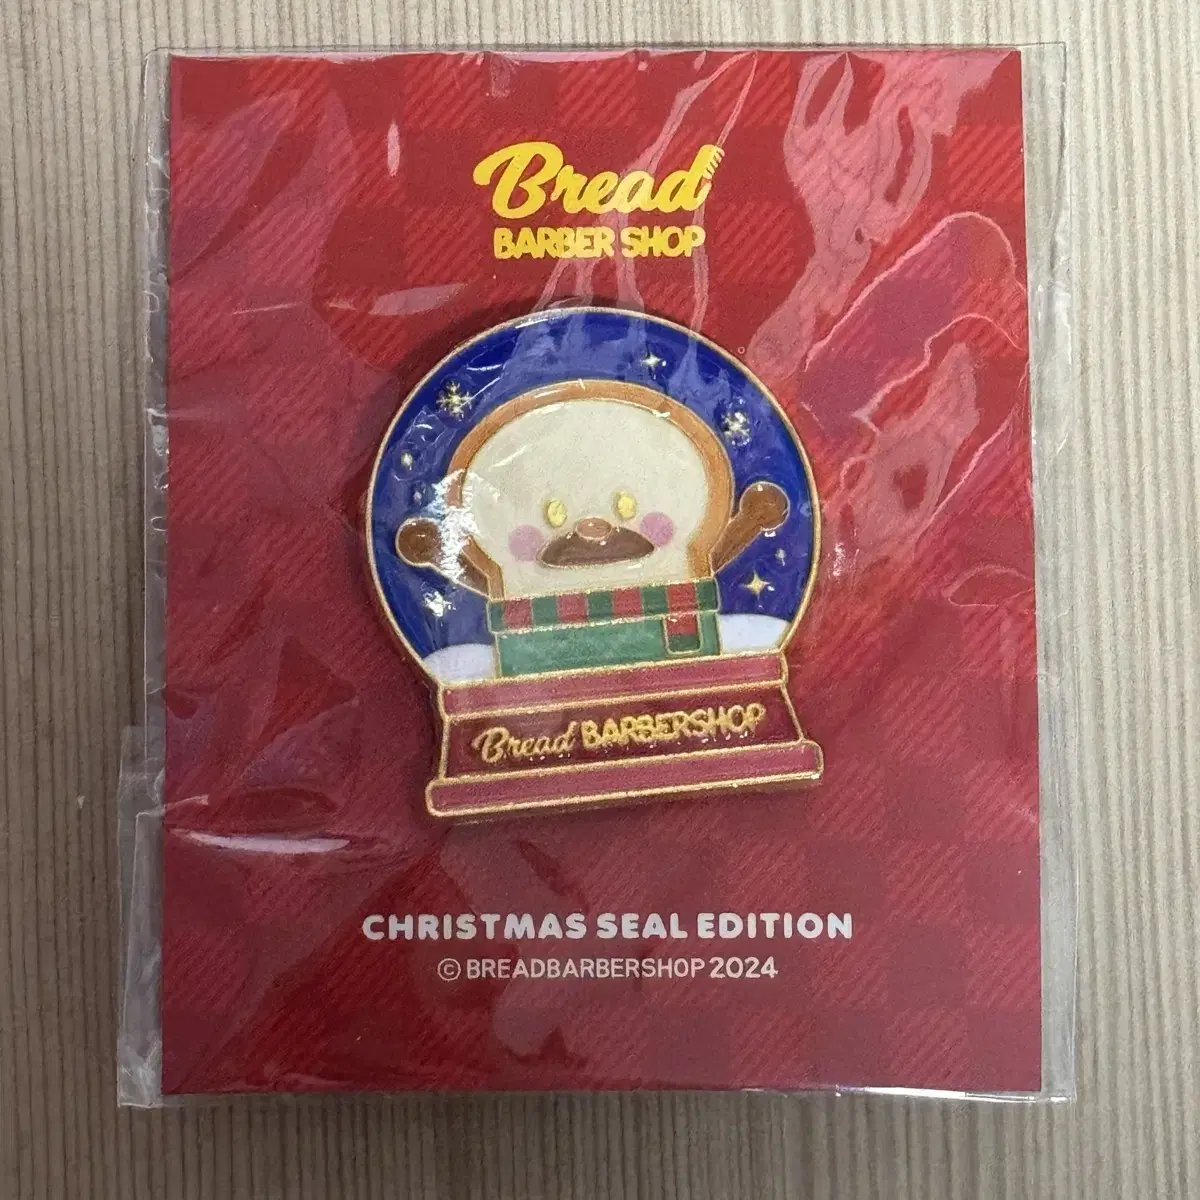 Bread
BARBER SHOP
Bread BARBERSHOP
CHRISTMAS SEAL EDITION
© BREADBARBERSHOP 2024